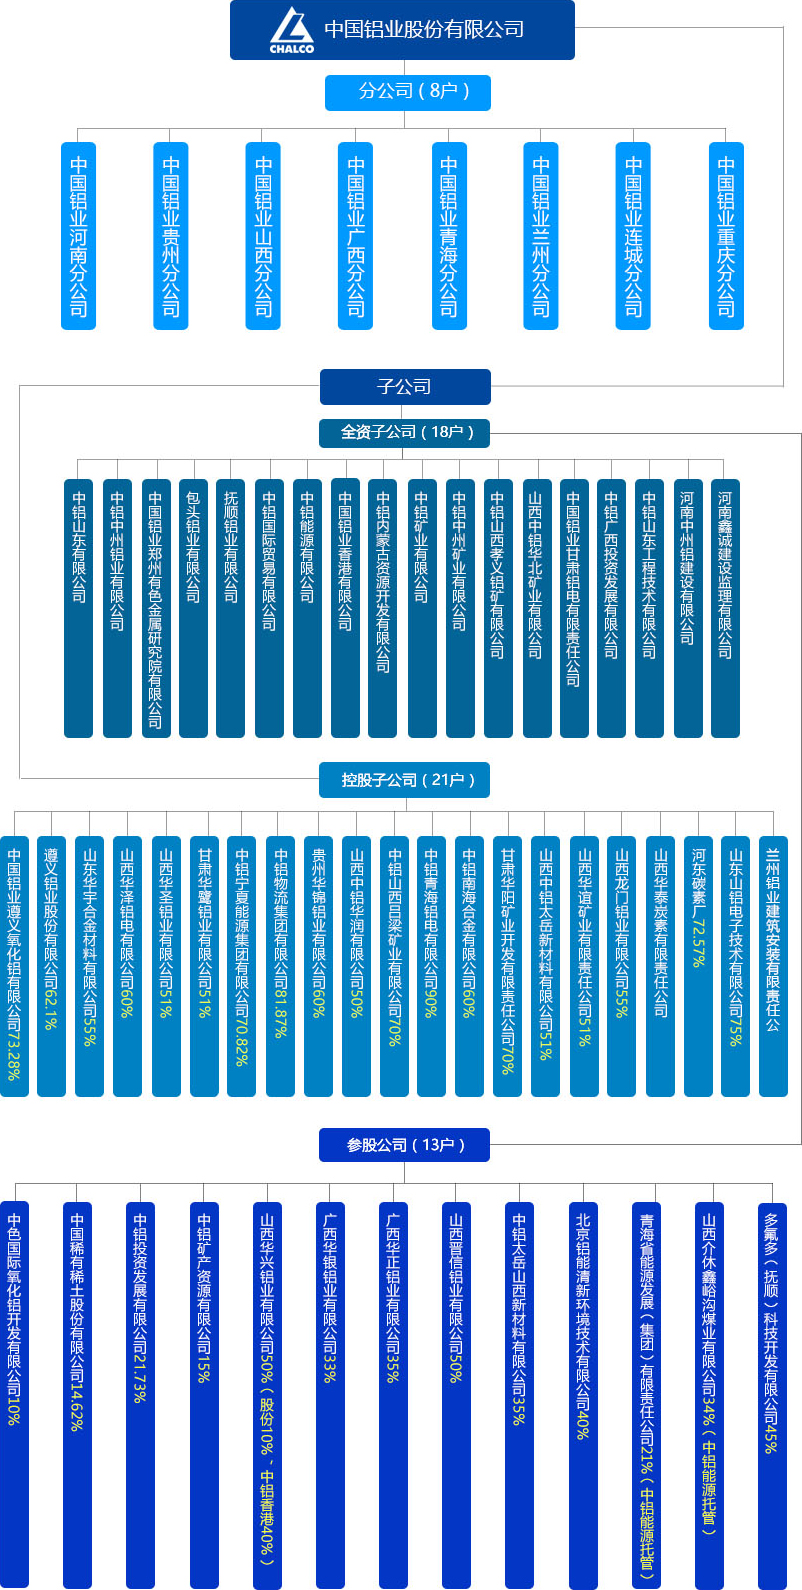 CHALCO
中国铝业股份有限公司
分公司（8户）
中国铝业河南分公司
中国铝业贵州分公司
中国铝业山西分公司
中国铝业广西分公司
中国铝业青海分公司
中国铝业兰州分公司
中国铝业连城分公司
中国铝业重庆分公司
子公司
全资子公司（18户）
中铝山东有限公司
中铝中州铝业有限公司
中国铝业郑州有色金属研究院有限公司
包头铝业有限公司
抚顺铝业有限公司
中铝国际贸易有限公司
中铝能源有限公司
中国铝业香港有限公司
中铝内蒙古资源开发有限公司
中铝矿业有限公司
中铝中州矿业有限公司
中铝山西孝义铝矿有限公司
山西中铝华北矿业有限公司
中国铝业甘肃铝电有限责任公司
中铝广西投资发展有限公司
中铝山东工程技术有限公司
河南中州铝建设有限公司
河南鑫诚建设监理有限公司
控股子公司（21户）
中国铝业遵义氧化铝有限公司73.28%
遵义铝业股份有限公司62.1%
山东华宇合金材料有限公司55%
山西华泽铝电有限公司60%
山西华圣铝业有限公司51%
甘肃华鹭铝业有限公司51%
中铝宁夏能源集团有限公司70.82%
中铝物流集团有限公司81.87%
贵州华锦铝业有限公司60%
山西中铝华润有限公司50%
中铝山西吕梁矿业有限公司70%
中铝青海铝电有限公司90%
中铝南海合金有限公司60%
甘肃华阳矿业开发有限责任公司70%
山西中铝太岳新材料有限公司51%
山西华谊矿业有限责任公司51%
山西龙门铝业有限公司55%
山西华泰炭素有限责任公司
河东碳素厂72.57%
山东山铝电子技术有限公司75%
兰州铝业建筑安装有限责任公
参股公司（13户）
中色国际氧化铝开发有限公司10%
中国稀有稀土股份有限公司14.62%
中铝投资发展有限公司21.73%
中铝矿产资源有限公司15%
山西华兴铝业有限公司50%（股份10%，中铝香港40%）
广西华银铝业有限公司33%
广西华正铝业有限公司35%
山西晋信铝业有限公司50%
中铝太岳山西新材料有限公司35%
北京铝能清新环境技术有限公司40%
青海省能源发展（集团）有限责任公司21%（中铝能源托管）
山西介休鑫峪沟煤业有限公司34%（中铝能源托管）
多氟多（抚顺）科技开发有限公司45%